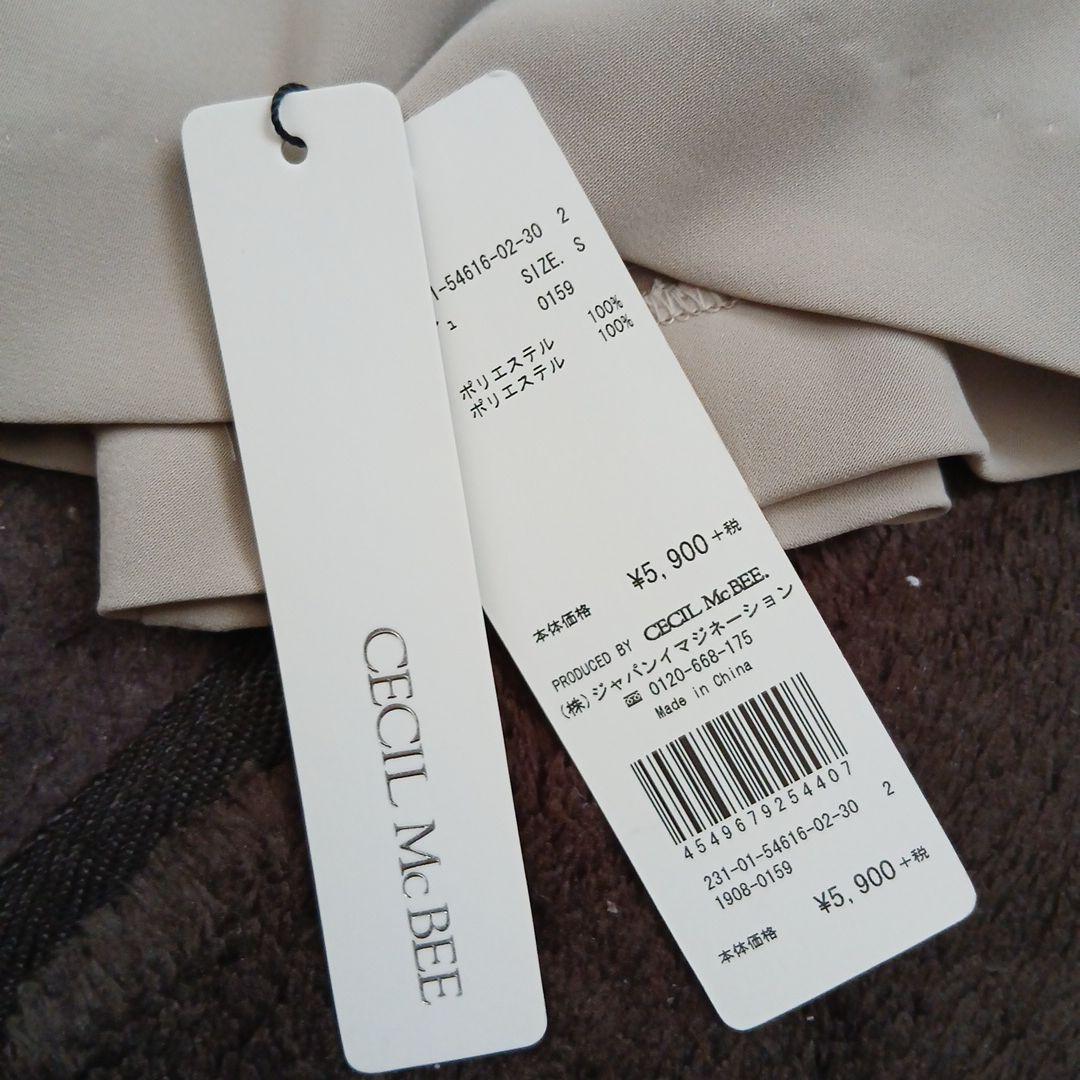 CECIL McBEE
1-54616-02-30 2
SIZE. S
ュ 0159
ポリエステル 100%
ポリエステル 100%
本体価格 ¥5,900+税
PRODUCED BY CECIL McBEE.
(株)ジャパンイマジネーション
0120-668-175
Made in China
4549679254407
231-01-54616-02-30 2
1908-0159
本体価格 ¥5,900+税